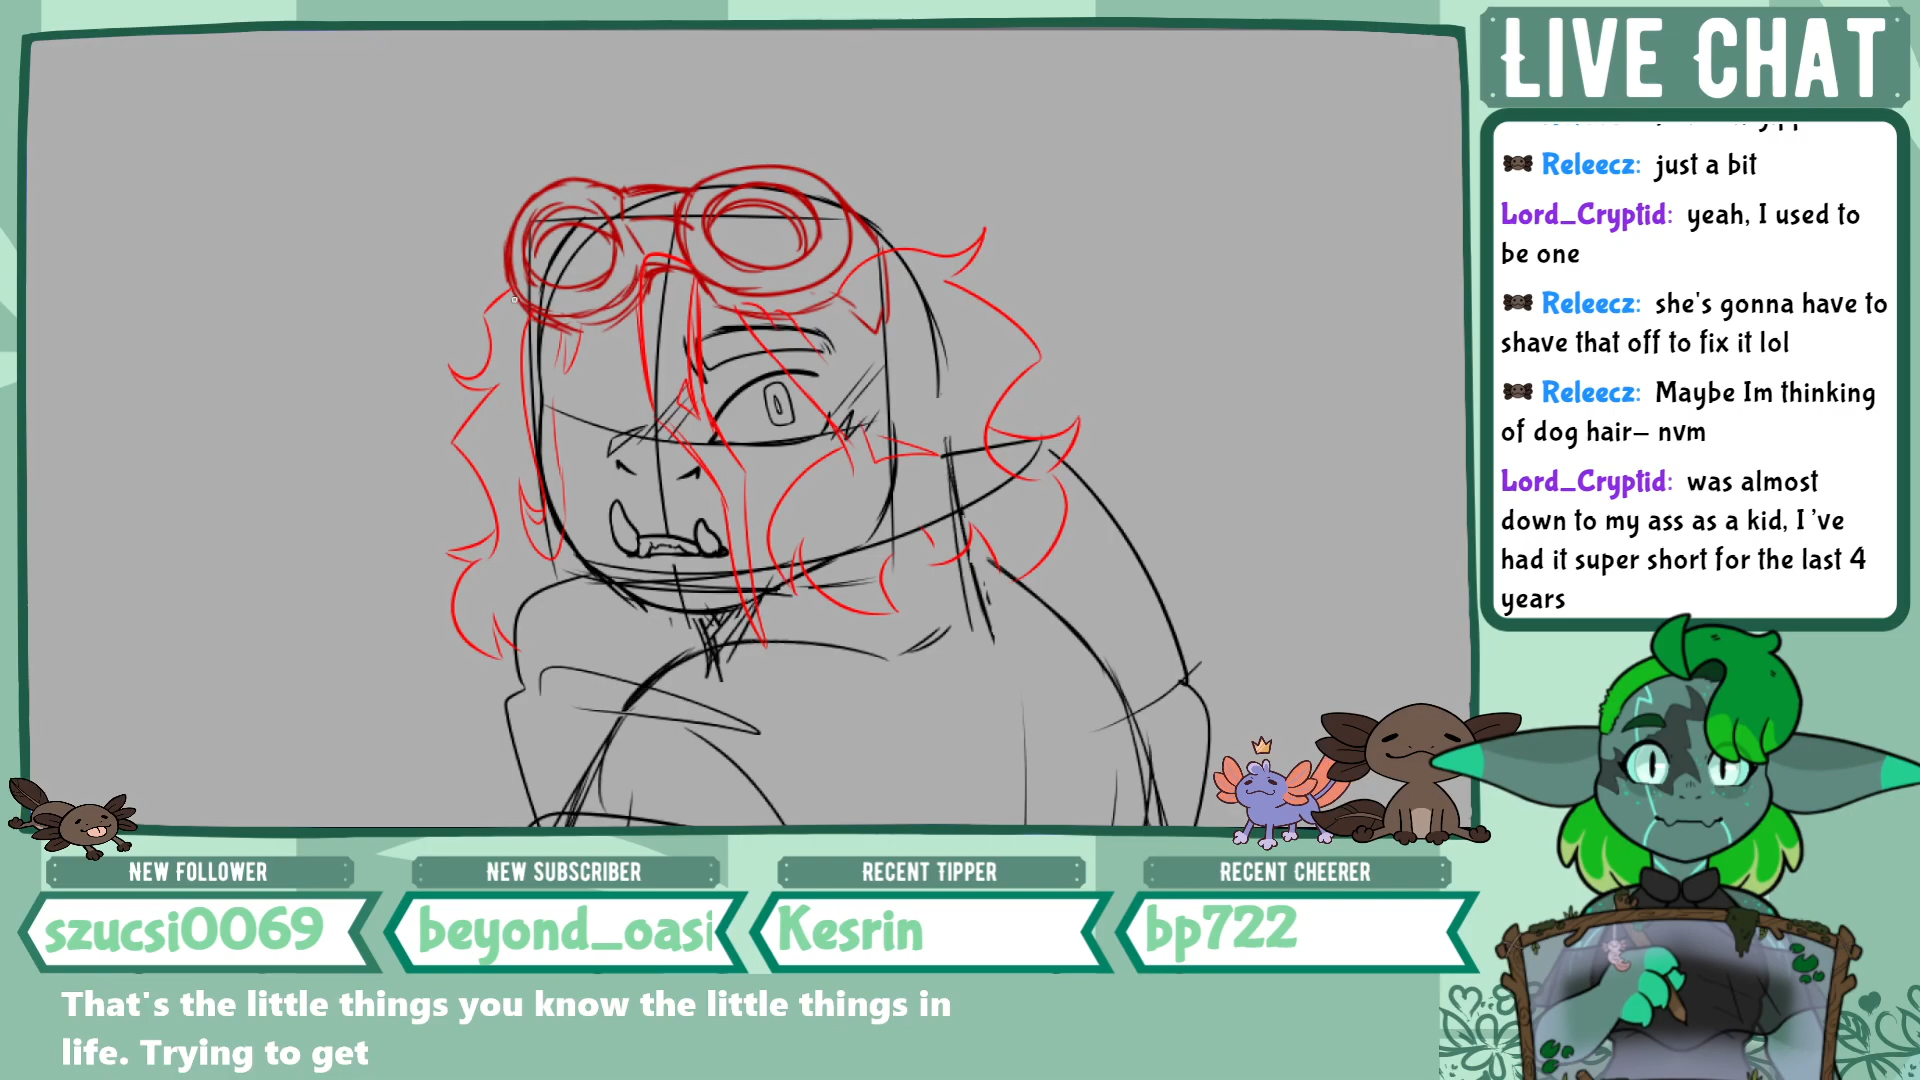 LIVE CHAT
Releecz: just a bit
Lord_Cryptid: yeah, I used to
be one
Releecz: she's gonna have to
shave that off to fix it lol
Releecz: Maybe Im thinking
of dog hair— nvm
Lord_Cryptid: was almost
down to my ass as a kid, I've
had it super short for the last 4
years
NEW FOLLOWER
szucsi0069
NEW SUBSCRIBER
beyond_oasi
RECENT TIPPER
Kesrin
RECENT CHEERER
bp722
That's the little things you know the little things in
life. Trying to get